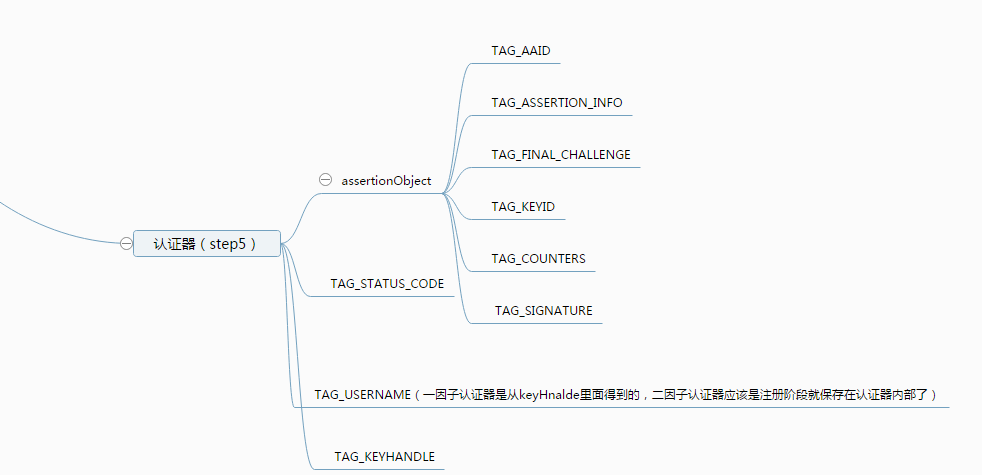 TAG_AAID
TAG_ASSERTION_INFO
TAG_FINAL_CHALLENGE
assertionObject
TAG_KEYID
认证器（step5）
TAG_COUNTERS
TAG_STATUS_CODE
TAG_SIGNATURE
TAG_USERNAME（一因子认证器是从keyHnalde里面得到的，二因子认证器应该是注册阶段就保存在认证器内部了）
TAG_KEYHANDLE